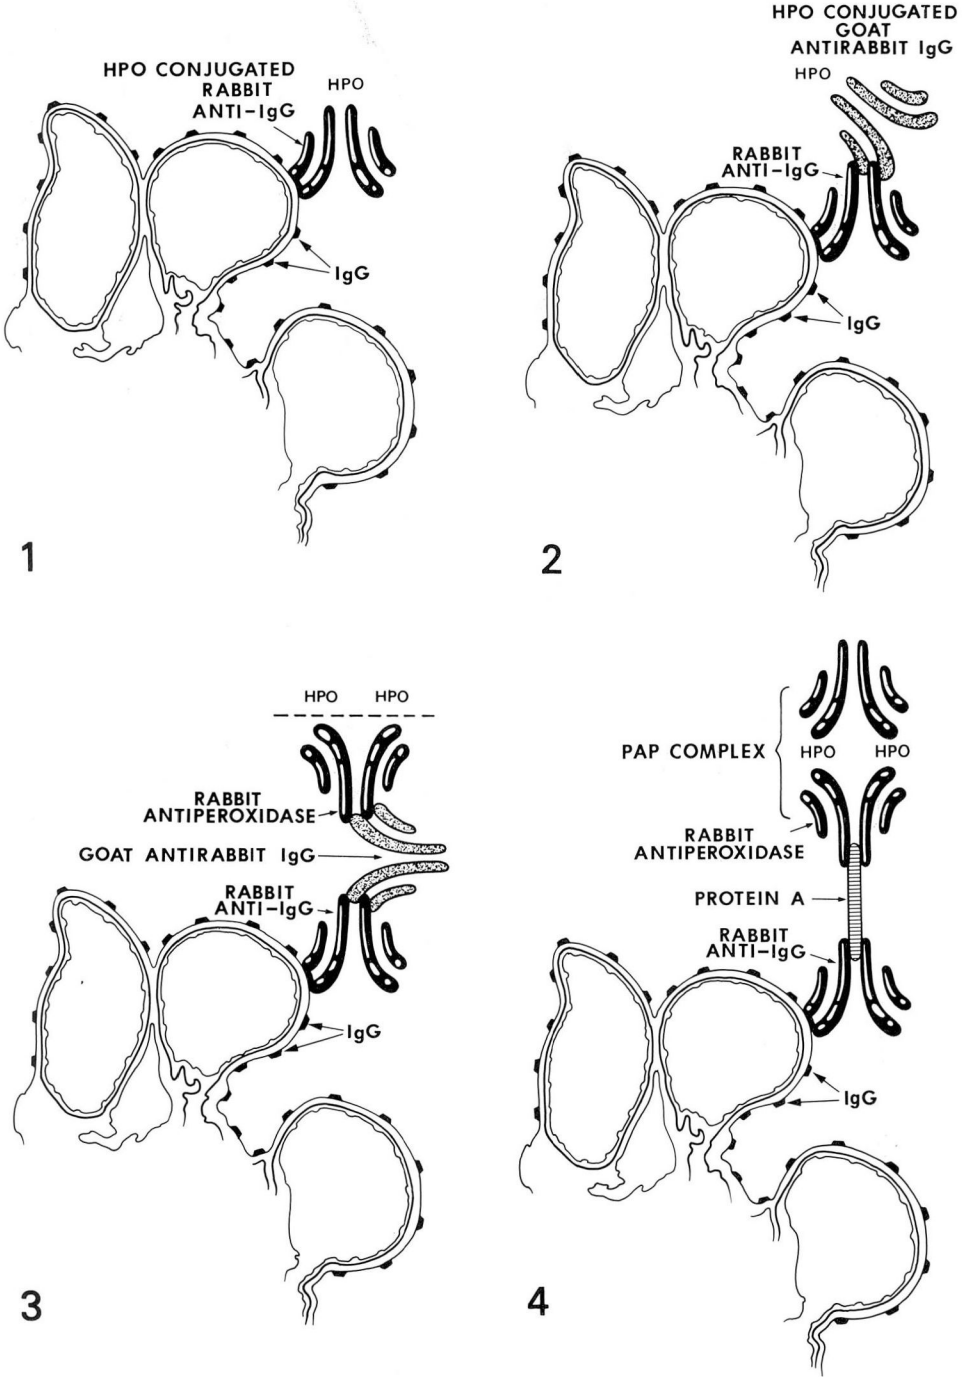 HPO CONJUGATED
RABBIT
ANTI-IgG
HPO
IgG
1
HPO CONJUGATED
GOAT
ANTIRABBIT IgG
HPO
RABBIT
ANTI-IgG
IgG
2
HPO HPO
RABBIT
ANTIPEROXIDASE
GOAT ANTIRABBIT IgG
RABBIT
ANTI-IgG
IgG
3
PAP COMPLEX
HPO HPO
RABBIT
ANTIPEROXIDASE
PROTEIN A
RABBIT
ANTI-IgG
IgG
4